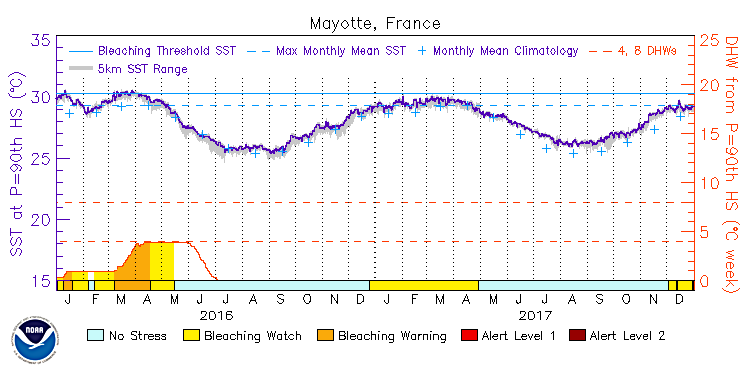 Mayotte, France
Bleaching Threshold SST Max Monthly Mean SST Monthly Mean Climatology 4, 8 DHWs
5km SST Range
SST at P=90th HS (°C)
35
30
25
20
15
DHW from P=90th HS (°C week)
25
20
15
10
5
0
J F M A M J J A S O N D J F M A M J J A S O N D
2016 2017
NOAA
No Stress Bleaching Watch Bleaching Warning Alert Level 1 Alert Level 2